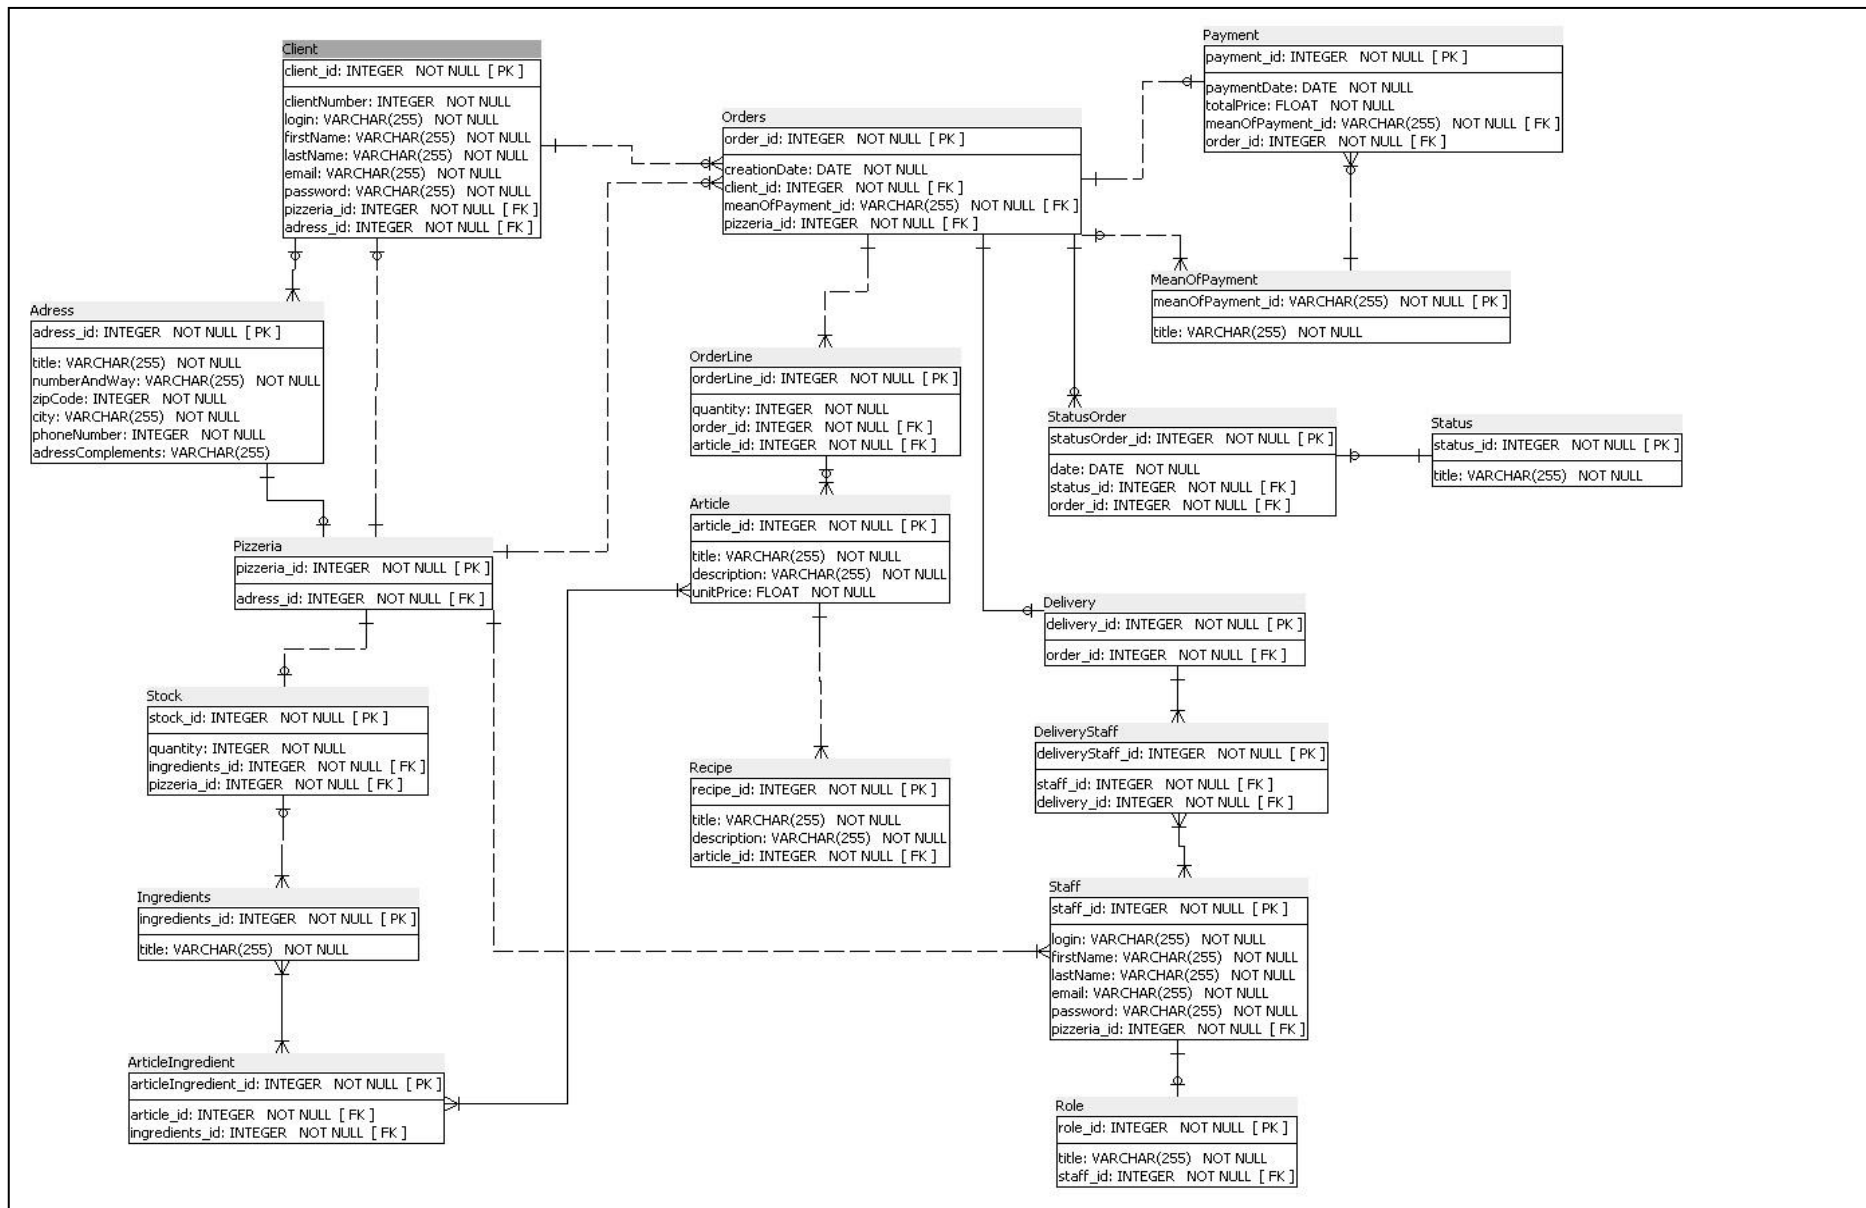 Client
client_id: INTEGER NOT NULL [ PK ]
clientNumber: INTEGER NOT NULL
login: VARCHAR(255) NOT NULL
firstName: VARCHAR(255) NOT NULL
lastName: VARCHAR(255) NOT NULL
email: VARCHAR(255) NOT NULL
password: VARCHAR(255) NOT NULL
pizzeria_id: INTEGER NOT NULL [ FK ]
adress_id: INTEGER NOT NULL [ FK ]
Orders
order_id: INTEGER NOT NULL [ PK ]
creationDate: DATE NOT NULL
client_id: INTEGER NOT NULL [ FK ]
meanOfPayment_id: VARCHAR(255) NOT NULL [ FK ]
pizzeria_id: INTEGER NOT NULL [ FK ]
Payment
payment_id: INTEGER NOT NULL [ PK ]
paymentDate: DATE NOT NULL
totalPrice: FLOAT NOT NULL
meanOfPayment_id: VARCHAR(255) NOT NULL [ FK ]
order_id: INTEGER NOT NULL [ FK ]
MeanOfPayment
meanOfPayment_id: VARCHAR(255) NOT NULL [ PK ]
title: VARCHAR(255) NOT NULL
Adress
adress_id: INTEGER NOT NULL [ PK ]
title: VARCHAR(255) NOT NULL
numberAndWay: VARCHAR(255) NOT NULL
zipCode: INTEGER NOT NULL
city: VARCHAR(255) NOT NULL
phoneNumber: INTEGER NOT NULL
adressComplements: VARCHAR(255)
OrderLine
orderLine_id: INTEGER NOT NULL [ PK ]
quantity: INTEGER NOT NULL
order_id: INTEGER NOT NULL [ FK ]
article_id: INTEGER NOT NULL [ FK ]
StatusOrder
statusOrder_id: INTEGER NOT NULL [ PK ]
date: DATE NOT NULL
status_id: INTEGER NOT NULL [ FK ]
order_id: INTEGER NOT NULL [ FK ]
Status
status_id: INTEGER NOT NULL [ PK ]
title: VARCHAR(255) NOT NULL
Article
article_id: INTEGER NOT NULL [ PK ]
title: VARCHAR(255) NOT NULL
description: VARCHAR(255) NOT NULL
unitPrice: FLOAT NOT NULL
Pizzeria
pizzeria_id: INTEGER NOT NULL [ PK ]
adress_id: INTEGER NOT NULL [ FK ]
Delivery
delivery_id: INTEGER NOT NULL [ PK ]
order_id: INTEGER NOT NULL [ FK ]
Stock
stock_id: INTEGER NOT NULL [ PK ]
quantity: INTEGER NOT NULL
ingredients_id: INTEGER NOT NULL [ FK ]
pizzeria_id: INTEGER NOT NULL [ FK ]
Recipe
recipe_id: INTEGER NOT NULL [ PK ]
title: VARCHAR(255) NOT NULL
description: VARCHAR(255) NOT NULL
article_id: INTEGER NOT NULL [ FK ]
DeliveryStaff
deliveryStaff_id: INTEGER NOT NULL [ PK ]
staff_id: INTEGER NOT NULL [ FK ]
delivery_id: INTEGER NOT NULL [ FK ]
Ingredients
ingredients_id: INTEGER NOT NULL [ PK ]
title: VARCHAR(255) NOT NULL
Staff
staff_id: INTEGER NOT NULL [ PK ]
login: VARCHAR(255) NOT NULL
firstName: VARCHAR(255) NOT NULL
lastName: VARCHAR(255) NOT NULL
email: VARCHAR(255) NOT NULL
password: VARCHAR(255) NOT NULL
pizzeria_id: INTEGER NOT NULL [ FK ]
ArticleIngredient
articleIngredient_id: INTEGER NOT NULL [ PK ]
article_id: INTEGER NOT NULL [ FK ]
ingredients_id: INTEGER NOT NULL [ FK ]
Role
role_id: INTEGER NOT NULL [ PK ]
title: VARCHAR(255) NOT NULL
staff_id: INTEGER NOT NULL [ FK ]